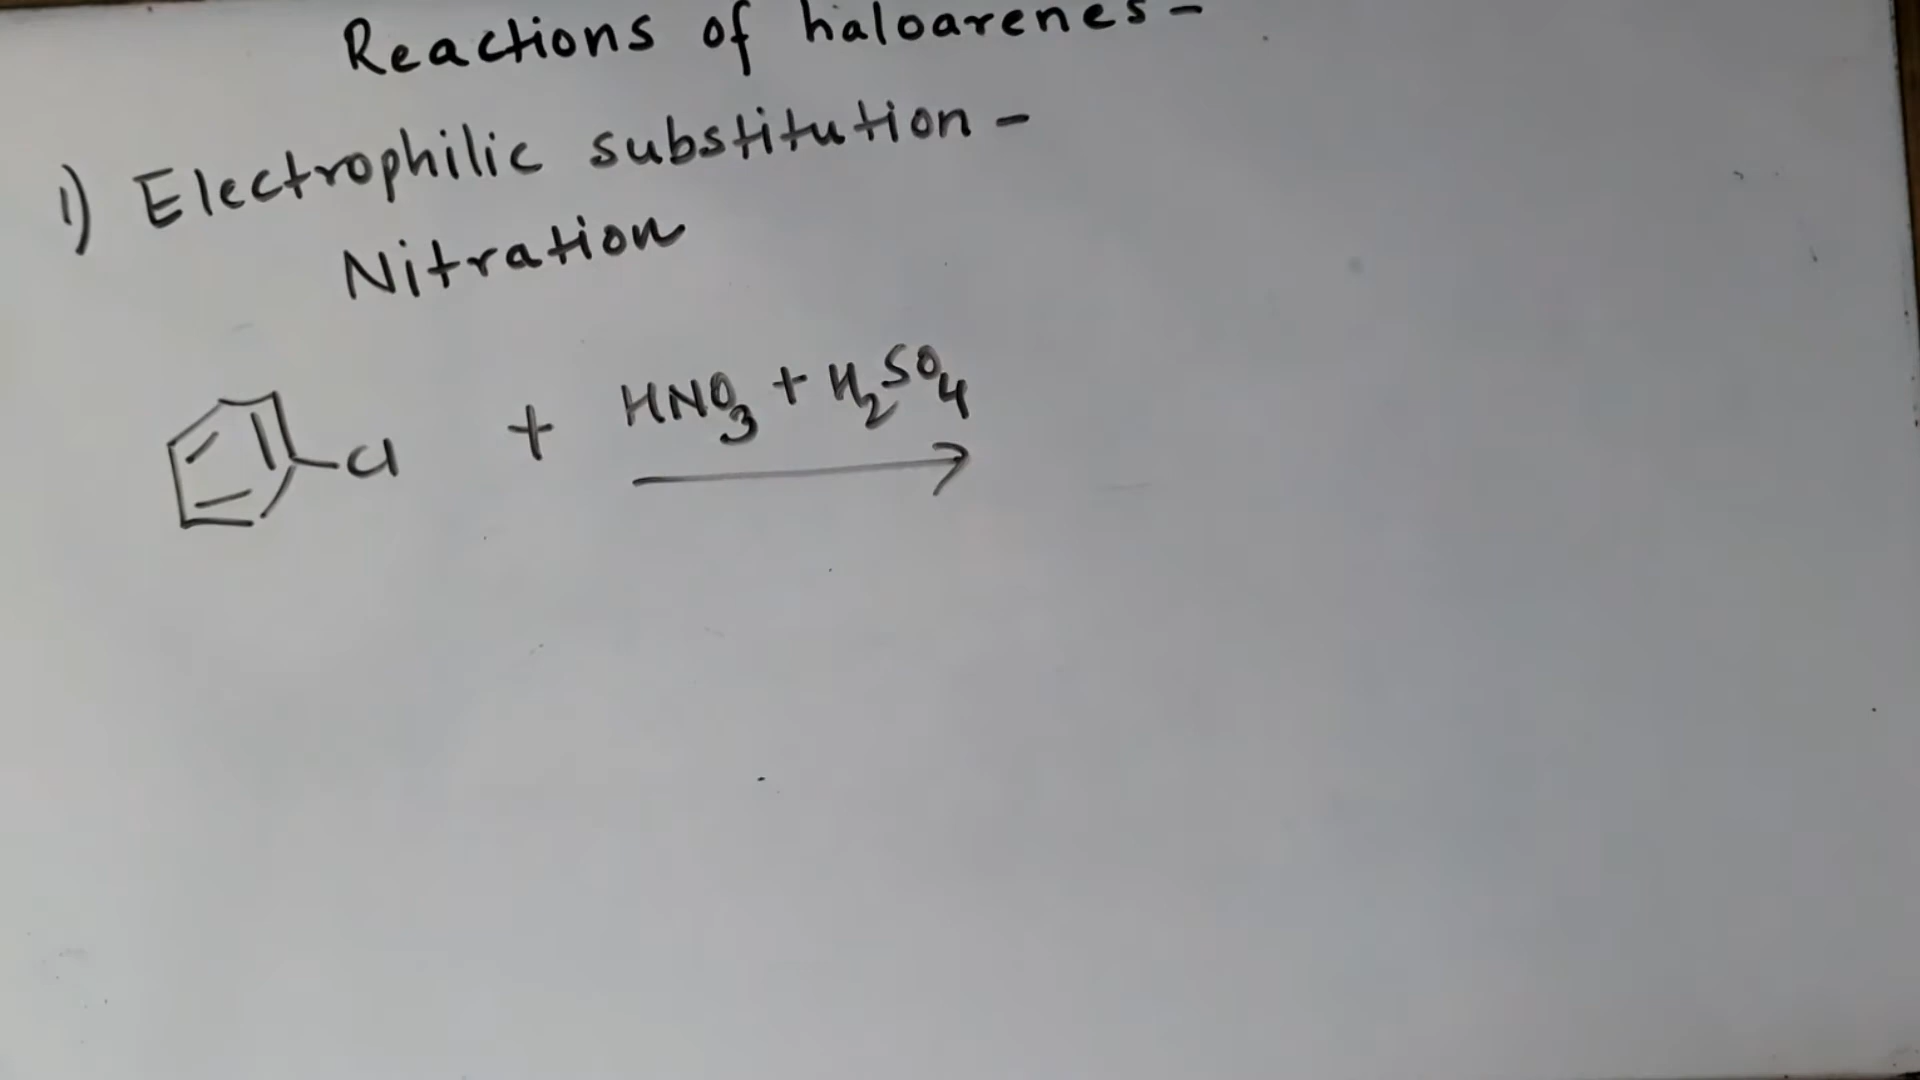 Reactions of haloarenes -
1) Electrophilic substitution -
Nitration
Cl + HNO3 + H2SO4